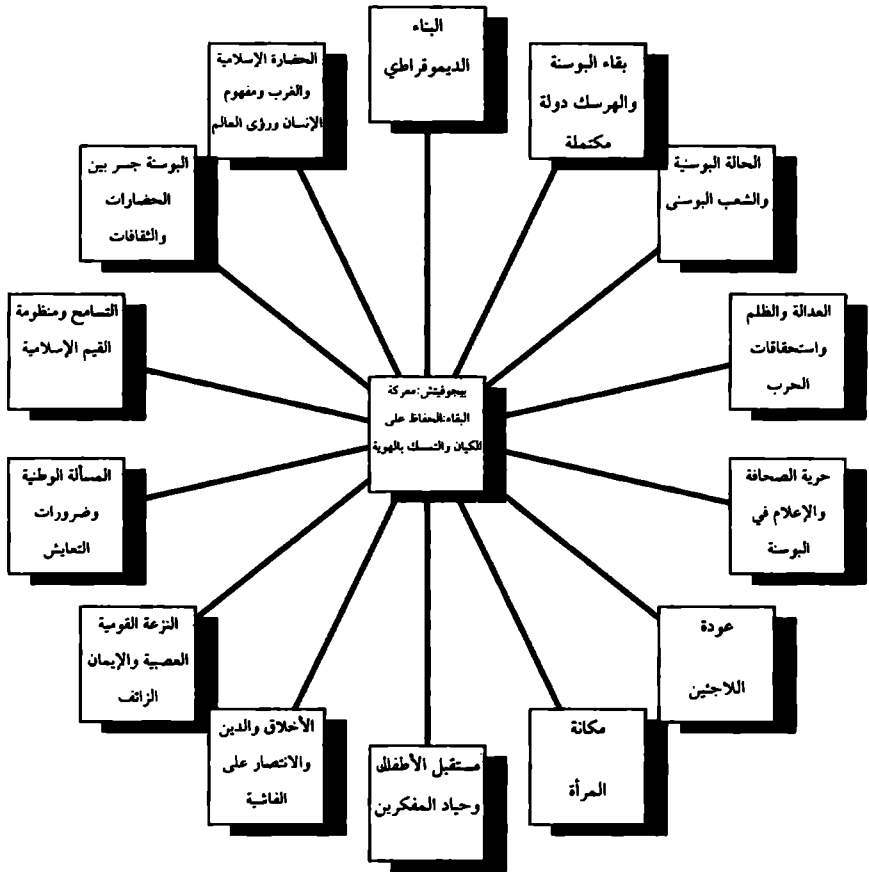 البناء
الديموقراطي
بقاء البوسنة
والهرسك دولة
مكتملة
الحالة البوسنية
والشعب البوسنى
العدالة والظلم
واستحقاقات
الحرب
حرية الصحافة
والإعلام في
البوسنة
عودة
اللاجئين
مكانة
المرأة
مستقبل الأطفال
وحياد المفكرين
الأخلاق والدين
والانتصار على
الفاشية
النزعة القومية
العصبية والإيمان
الزائف
المسألة الوطنية
وضرورات
التعايش
التسامح ومنظومة
القيم الإسلامية
البوسنة جسر بين
الحضارات
والثقافات
الحضارة الإسلامية
والغرب ومفهوم
الإنسان ورؤى العالم
بيجوفيتش:معركة
البقاء:الحفاظ على
الكيان والتمسك بالهوية